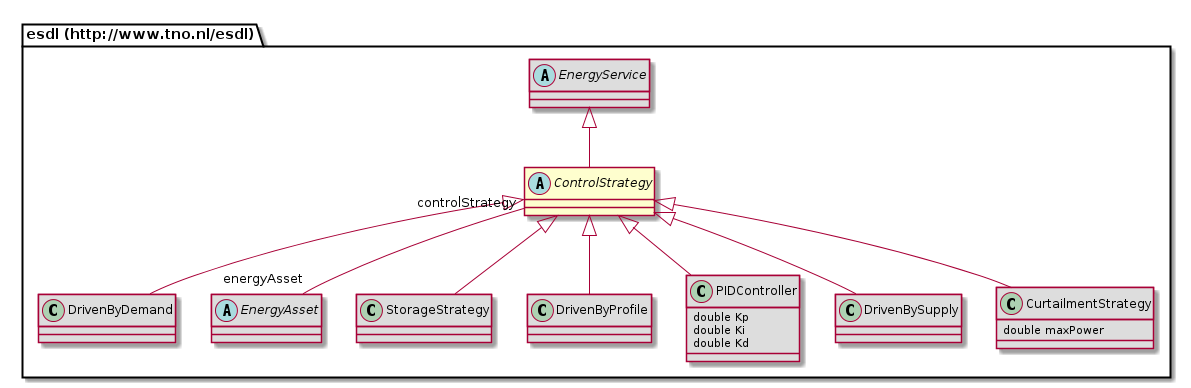 esdl (http://www.tno.nl/esdl)
A EnergyService
A ControlStrategy
controlStrategy
energyAsset
C DrivenByDemand
A EnergyAsset
C StorageStrategy
C DrivenByProfile
C PIDController
double Kp
double Ki
double Kd
C DrivenBySupply
C CurtailmentStrategy
double maxPower